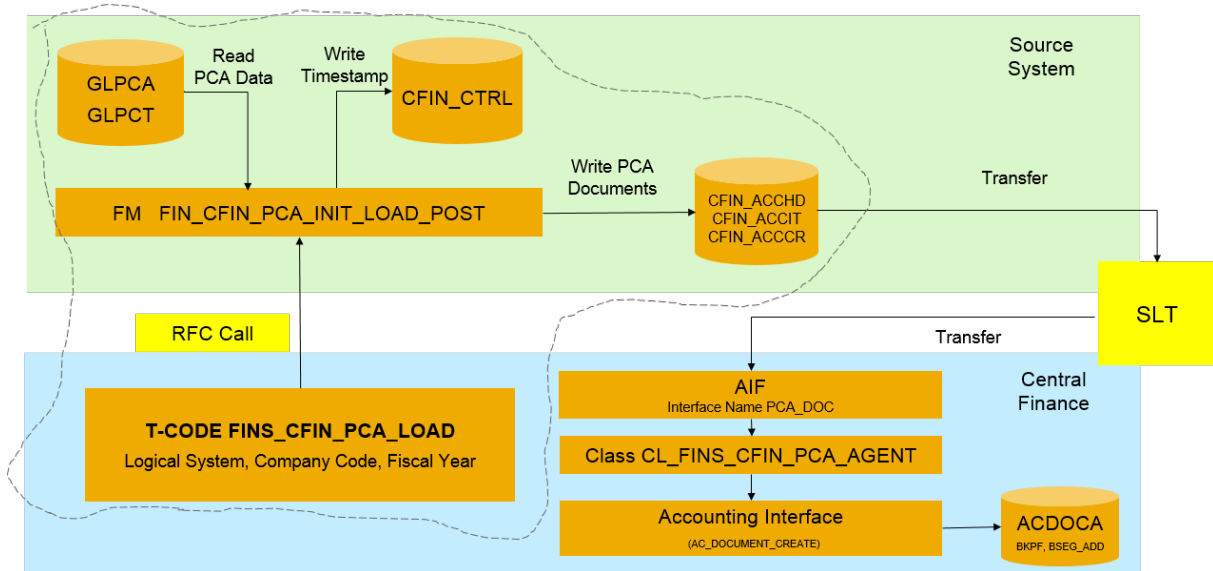 Source
System
GLPCA
GLPCT
Read
PCA Data
Write
Timestamp
CFIN_CTRL
FM FIN_CFIN_PCA_INIT_LOAD_POST
Write PCA
Documents
CFIN_ACCHD
CFIN_ACCIT
CFIN_ACCCR
Transfer
SLT
RFC Call
Transfer
Central
Finance
T-CODE FINS_CFIN_PCA_LOAD
Logical System, Company Code, Fiscal Year
AIF
Interface Name PCA_DOC
Class CL_FINS_CFIN_PCA_AGENT
Accounting Interface
(AC_DOCUMENT_CREATE)
ACDOCA
BKPF, BSEG_ADD